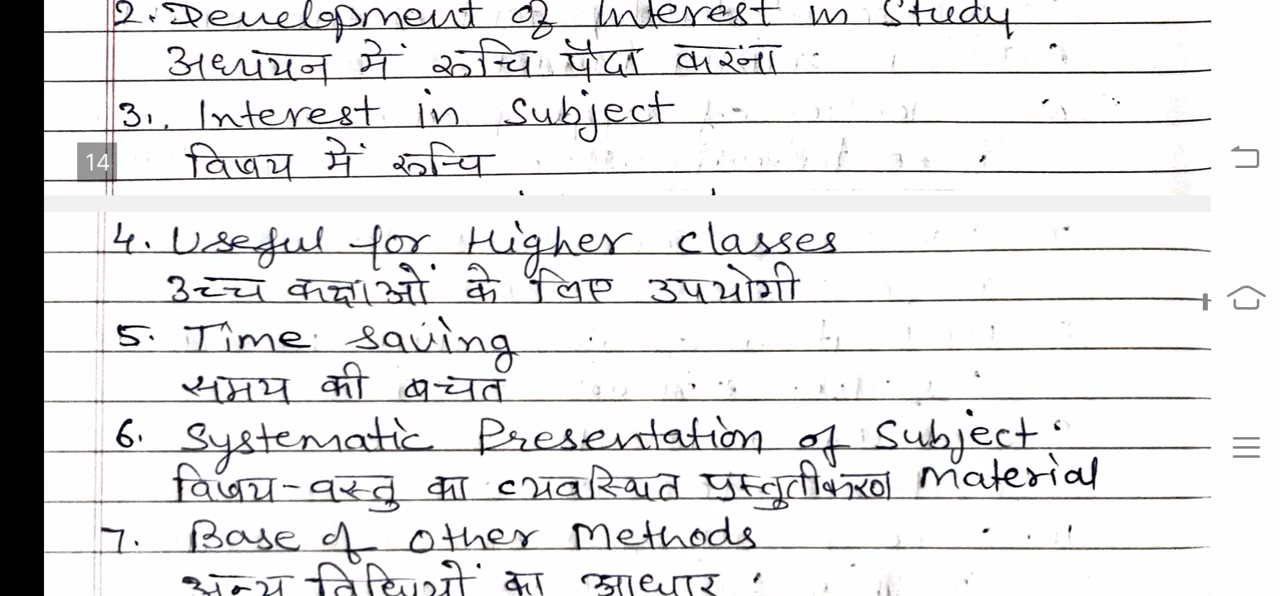 2. Development of Interest in Study
अध्ययन में रूचि पैदा करना
3. Interest in Subject
विषय में रूचि
14
4. Useful for Higher classes
उच्च कक्षाओं के लिए उपयोगी
5. Time saving
समय की बचत
6. Systematic Presentation of Subject
विषय-वस्तु का व्यवस्थित प्रस्तुतीकरण Material
7. Base of Other Methods
अन्य विधियों का आधार